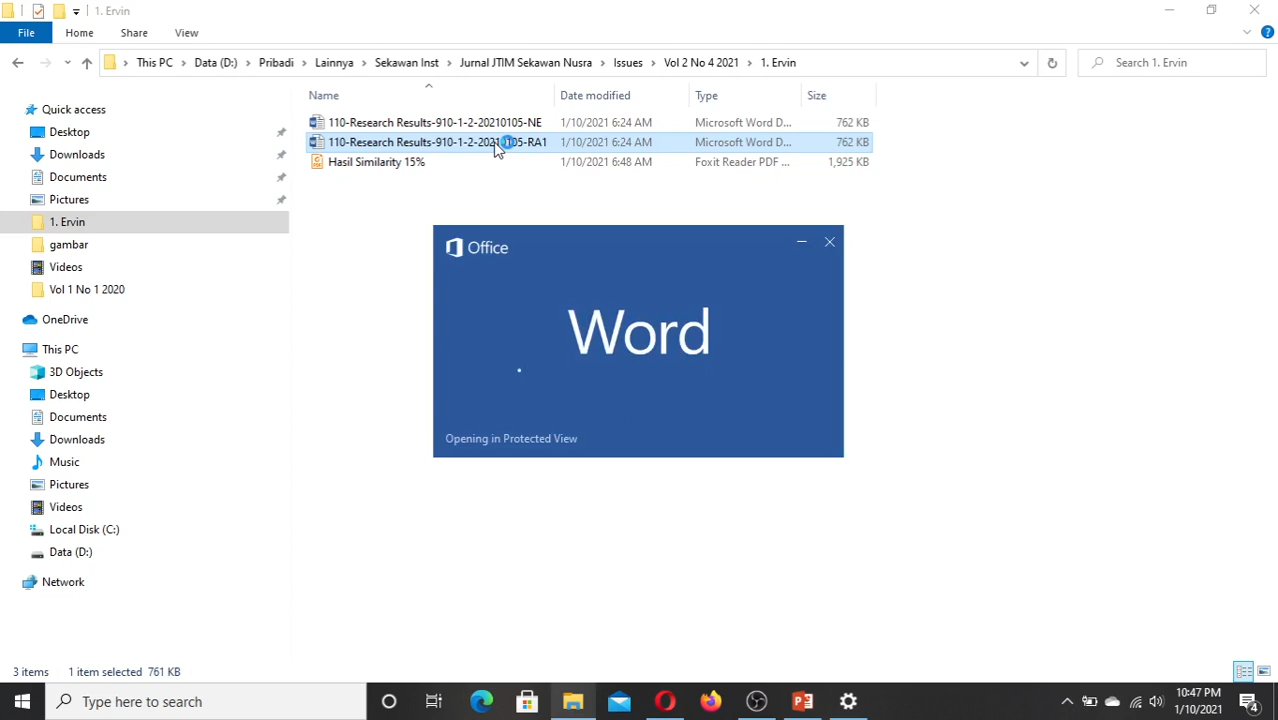 1. Ervin
File Home Share View
This PC Data (D:) Pribadi Lainnya Sekawan Inst Jurnal JTIM Sekawan Nusra Issues Vol 2 No 4 2021 1. Ervin
Search 1. Ervin
Name Date modified Type Size
110-Research Results-910-1-2-20210105-NE 1/10/2021 6:24 AM Microsoft Word D... 762 KB
110-Research Results-910-1-2-20210105-RA1 1/10/2021 6:24 AM Microsoft Word D... 762 KB
Hasil Similarity 15% 1/10/2021 6:48 AM Foxit Reader PDF ... 1,925 KB
Quick access
Desktop
Downloads
Documents
Pictures
1. Ervin
gambar
Videos
Vol 1 No 1 2020
OneDrive
This PC
3D Objects
Desktop
Documents
Downloads
Music
Pictures
Videos
Local Disk (C:)
Data (D:)
Network
Office
Word
Opening in Protected View
3 items 1 item selected 761 KB
Type here to search
10:47 PM
1/10/2021
4